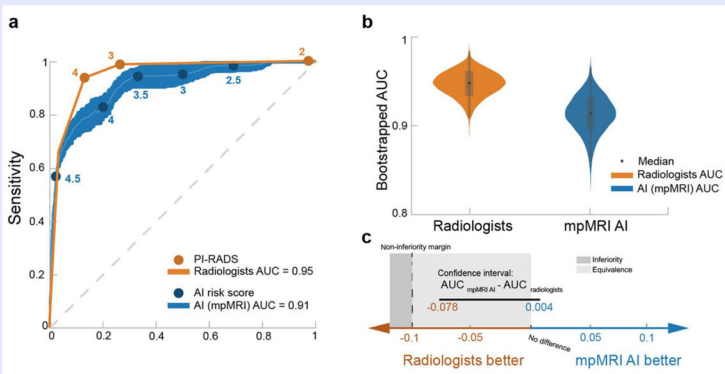 a
4
3
2
1
0.8
0.6
0.4
0.2
0
Sensitivity
4.5
4
3.5
3
2.5
PI-RADS
Radiologists AUC = 0.95
AI risk score
AI (mpMRI) AUC = 0.91
0.2 0.4 0.6 0.8 1
b
1
0.9
0.8
Bootstrapped AUC
Median
Radiologists AUC
AI (mpMRI) AUC
Radiologists mpMRI AI
c
Non-inferiority margin
Inferiority
Equivalence
Confidence interval:
AUC mpMRI AI - AUC radiologists
-0.078 0.004
-0.1 -0.05 No difference 0.05 0.1
Radiologists better mpMRI AI better